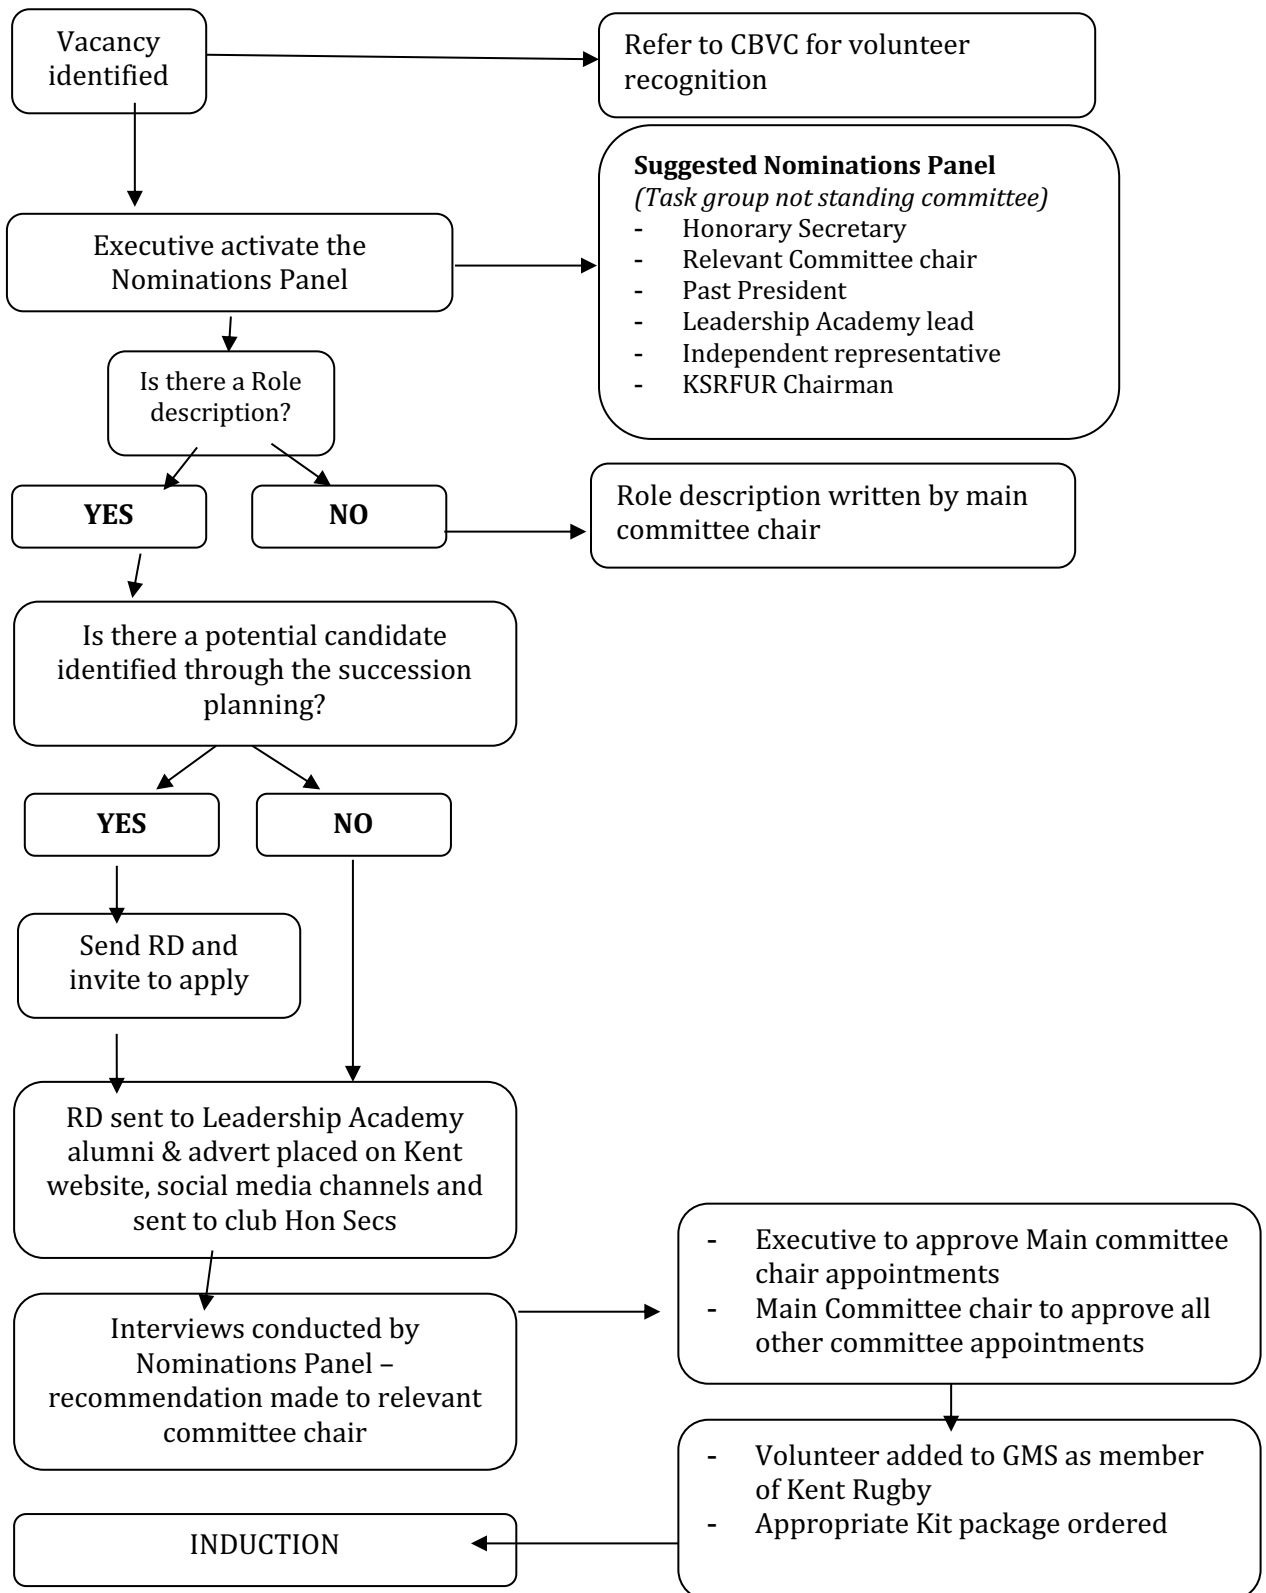 Vacancy
identified
Refer to CBVC for volunteer
recognition
Suggested Nominations Panel
(Task group not standing committee)
- Honorary Secretary
- Relevant Committee chair
- Past President
- Leadership Academy lead
- Independent representative
- KSRFUR Chairman
Executive activate the
Nominations Panel
Is there a Role
description?
YES
NO
Role description written by main
committee chair
Is there a potential candidate
identified through the succession
planning?
YES
NO
Send RD and
invite to apply
RD sent to Leadership Academy
alumni & advert placed on Kent
website, social media channels and
sent to club Hon Secs
Interviews conducted by
Nominations Panel –
recommendation made to relevant
committee chair
- Executive to approve Main committee
chair appointments
- Main Committee chair to approve all
other committee appointments
- Volunteer added to GMS as member
of Kent Rugby
- Appropriate Kit package ordered
INDUCTION